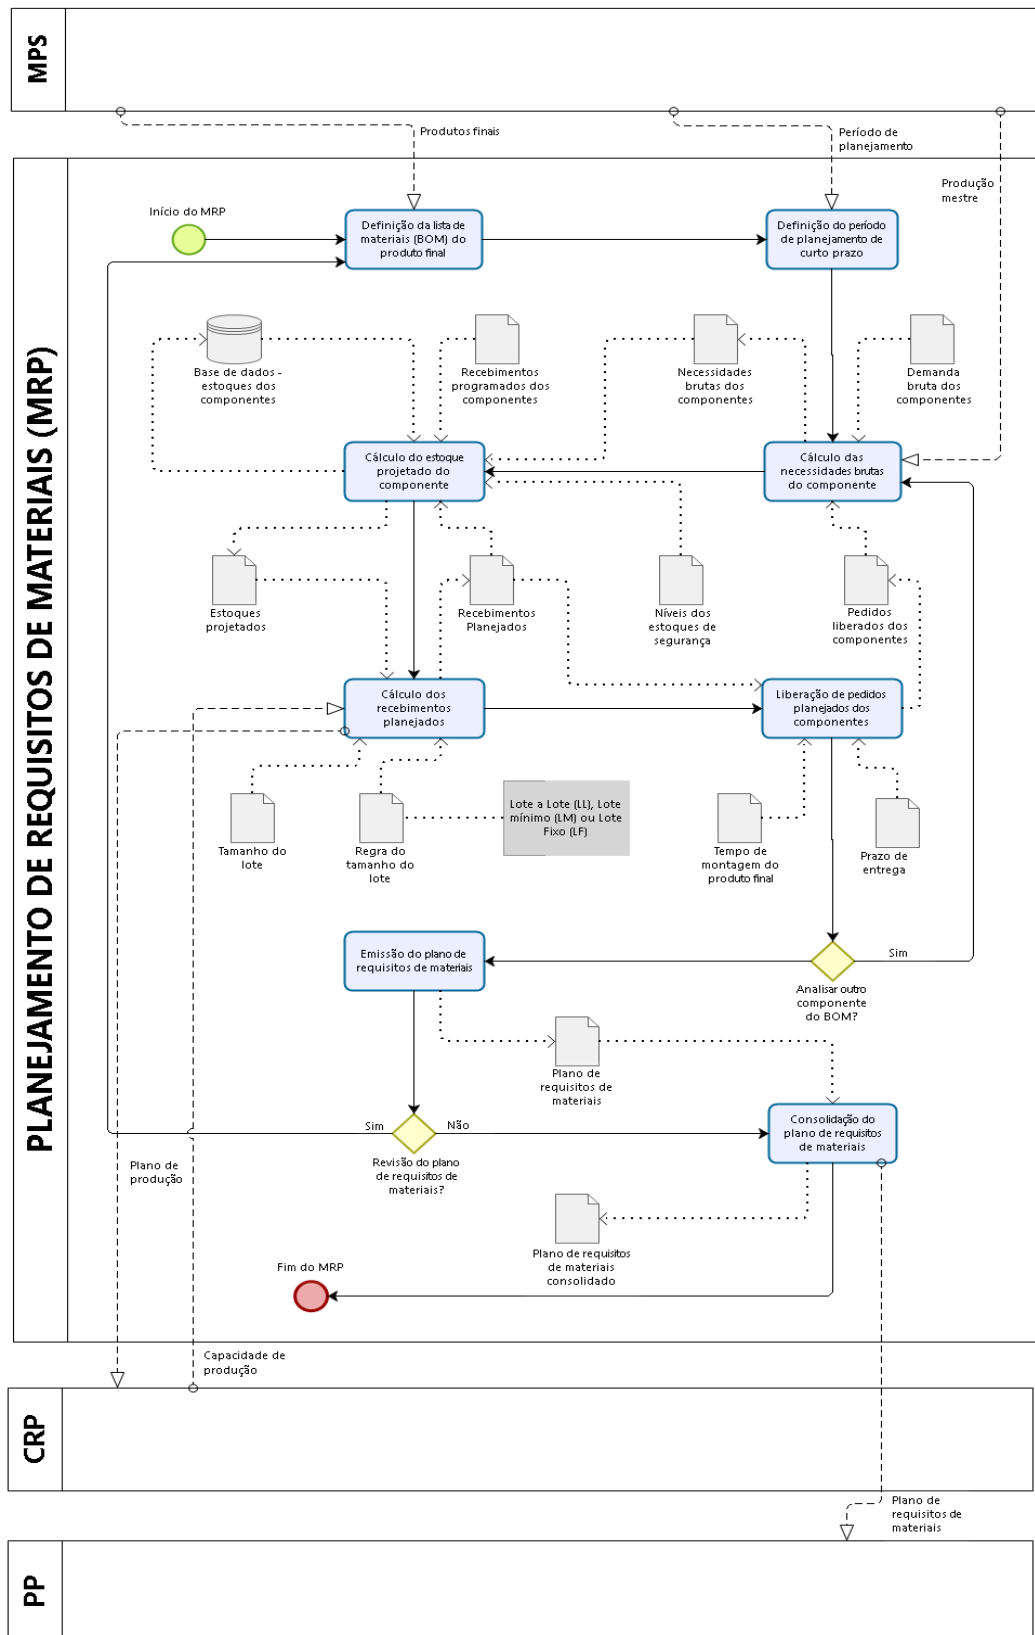 MPS
Produtos finais
Período de
planejamento
Produção
mestre
PLANEJAMENTO DE REQUISITOS DE MATERIAIS (MRP)
Início do MRP
Definição da lista de
materiais (BOM) do
produto final
Definição do período
de planejamento de
curto prazo
Base de dados -
estoques dos
componentes
Recebimentos
programados dos
componentes
Necessidades
brutas dos
componentes
Demanda
bruta dos
componentes
Cálculo do estoque
projetado do
componente
Cálculo das
necessidades brutas
do componente
Estoques
projetados
Recebimentos
Planejados
Níveis dos
estoques de
segurança
Pedidos
liberados dos
componentes
Cálculo dos
recebimentos
planejados
Liberação de pedidos
planejados dos
componentes
Tamanho do
lote
Regra do
tamanho do
lote
Lote a Lote (LL), Lote
mínimo (LM) ou Lote
Fixo (LF)
Tempo de
montagem do
produto final
Prazo de
entrega
Emissão do plano de
requisitos de materiais
Sim
Analisar outro
componente
do BOM?
Plano de
requisitos de
materiais
Sim
Não
Revisão do plano
de requisitos de
materiais?
Consolidação do
plano de requisitos
de materiais
Plano de
produção
Plano de requisitos
de materiais
consolidado
Fim do MRP
Capacidade de
produção
CRP
Plano de
requisitos de
materiais
PP